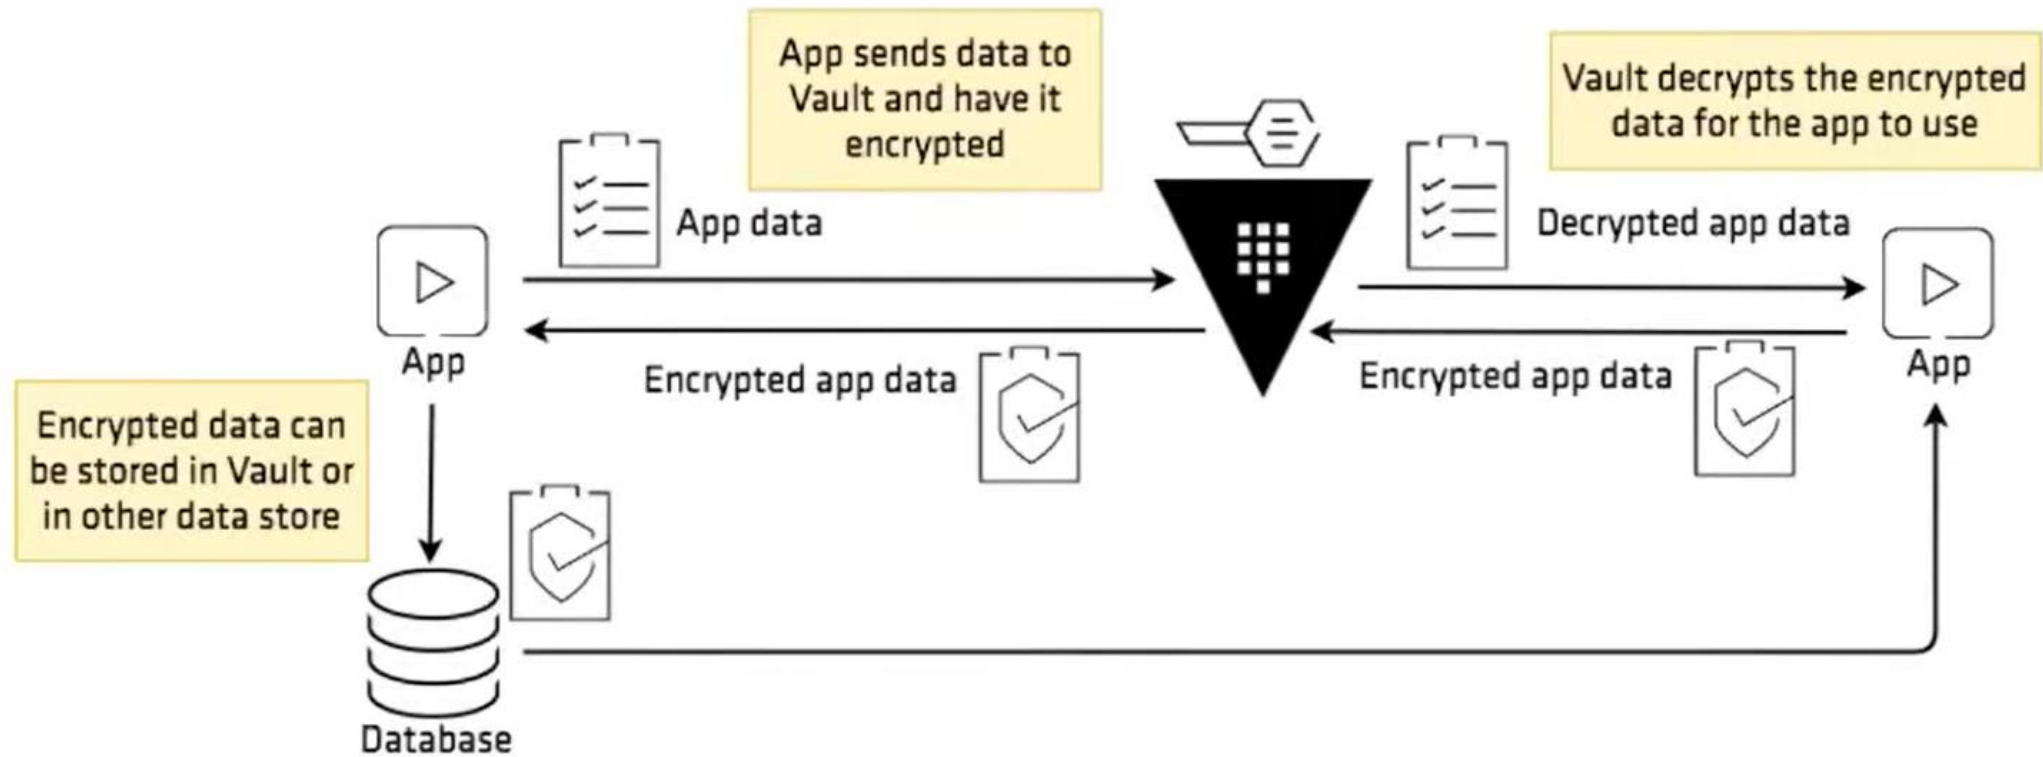 App sends data to
Vault and have it
encrypted
Vault decrypts the encrypted
data for the app to use
App data
Decrypted app data
App
Encrypted app data
Encrypted app data
App
Encrypted data can
be stored in Vault or
in other data store
Database